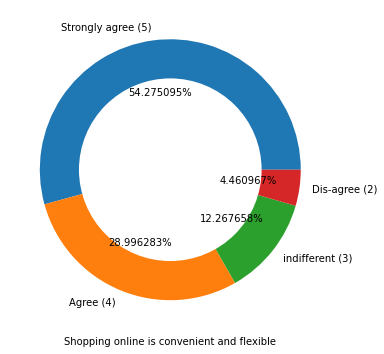 Strongly agree (5)
54.275095%
4.460967%
Dis-agree (2)
12.267658%
28.996283%
indifferent (3)
Agree (4)
Shopping online is convenient and flexible